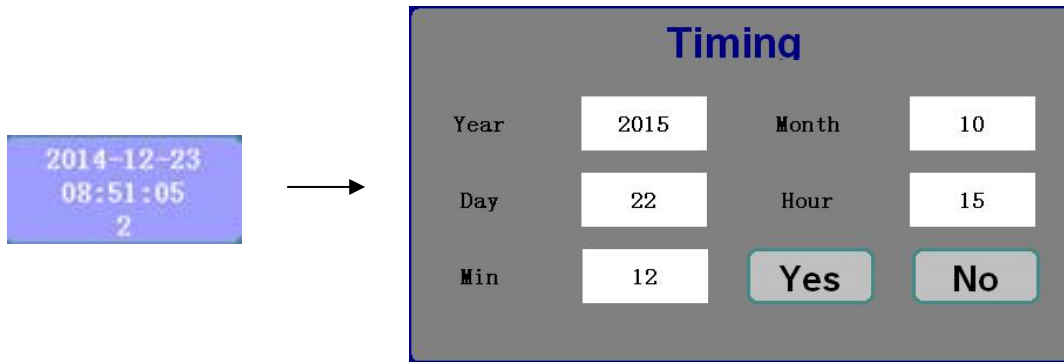 2014-12-23
08:51:05
2
Timing
Year 2015 Month 10
Day 22 Hour 15
Min 12 Yes No